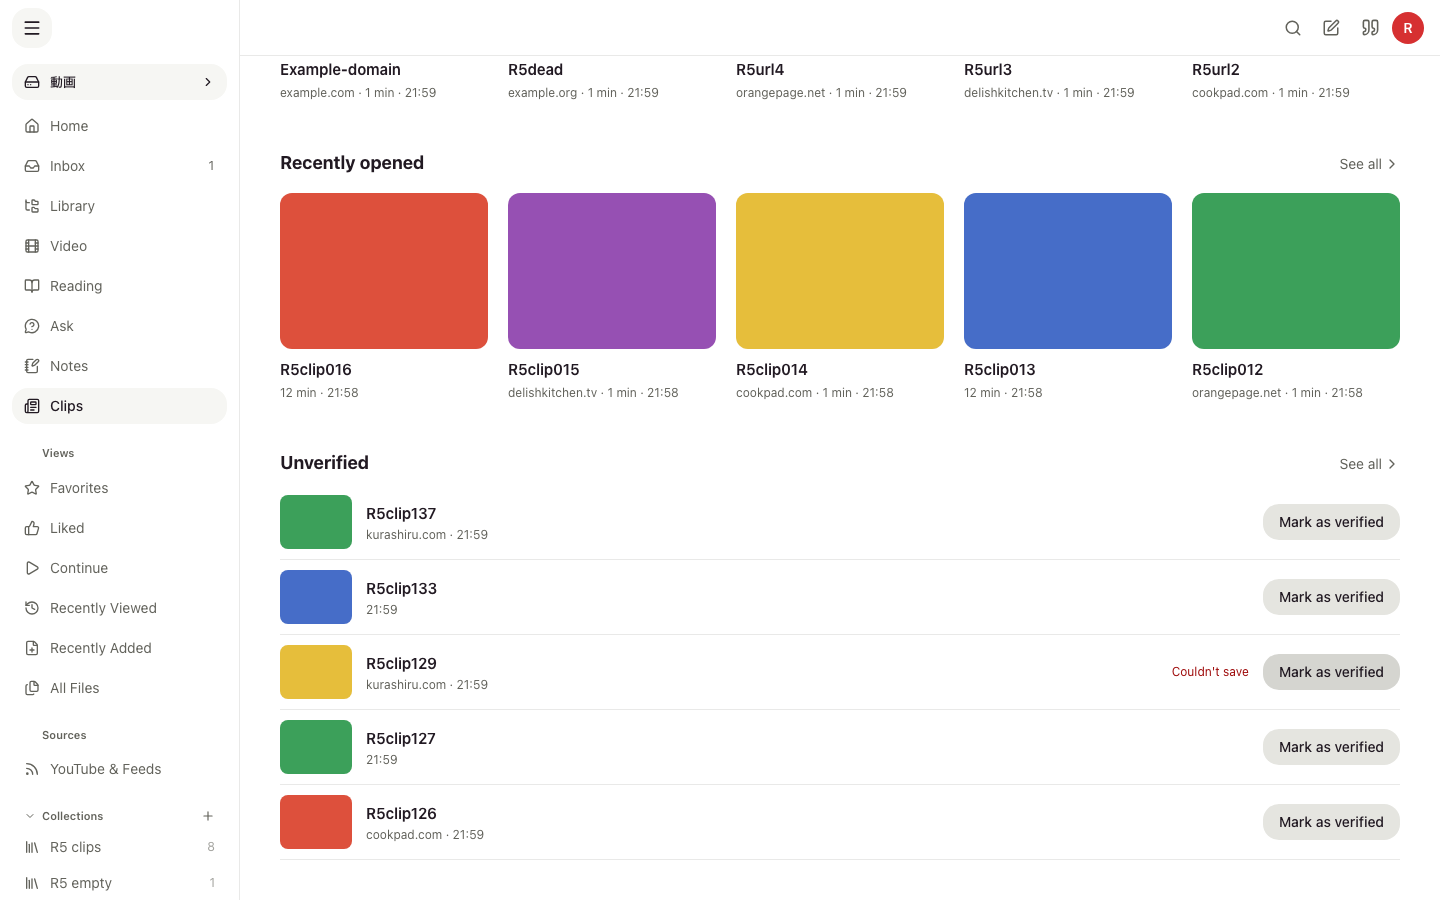 R
動画
Home
Inbox 1
Library
Video
Reading
Ask
Notes
Clips
Views
Favorites
Liked
Continue
Recently Viewed
Recently Added
All Files
Sources
YouTube & Feeds
Collections
R5 clips 8
R5 empty 1
Example-domain
example.com · 1 min · 21:59
R5dead
example.org · 1 min · 21:59
R5url4
orangepage.net · 1 min · 21:59
R5url3
delishkitchen.tv · 1 min · 21:59
R5url2
cookpad.com · 1 min · 21:59
Recently opened
See all
R5clip016
12 min · 21:58
R5clip015
delishkitchen.tv · 1 min · 21:58
R5clip014
cookpad.com · 1 min · 21:58
R5clip013
12 min · 21:58
R5clip012
orangepage.net · 1 min · 21:58
Unverified
See all
R5clip137
kurashiru.com · 21:59
Mark as verified
R5clip133
21:59
Mark as verified
R5clip129
kurashiru.com · 21:59
Couldn't save
Mark as verified
R5clip127
21:59
Mark as verified
R5clip126
cookpad.com · 21:59
Mark as verified